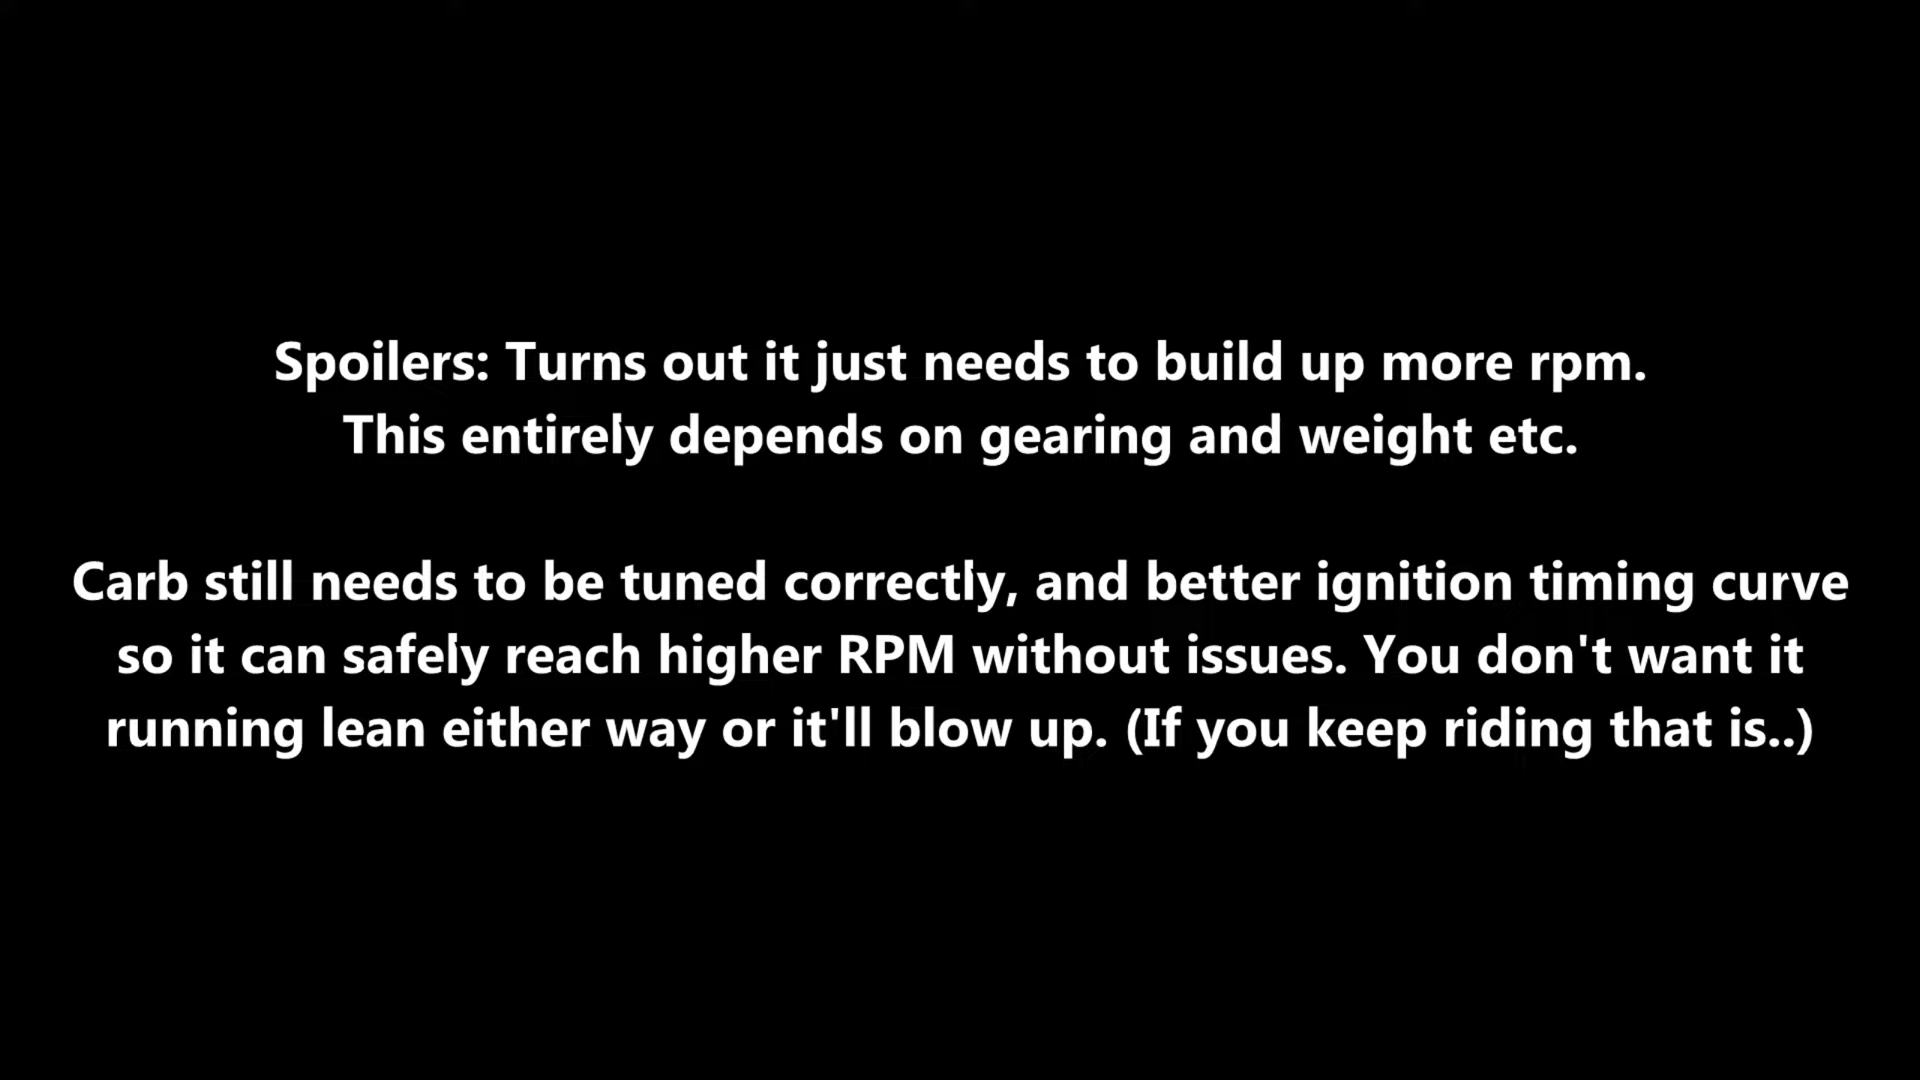 Spoilers: Turns out it just needs to build up more rpm.
This entirely depends on gearing and weight etc.
Carb still needs to be tuned correctly, and better ignition timing curve
so it can safely reach higher RPM without issues. You don't want it
running lean either way or it'll blow up. (If you keep riding that is..)